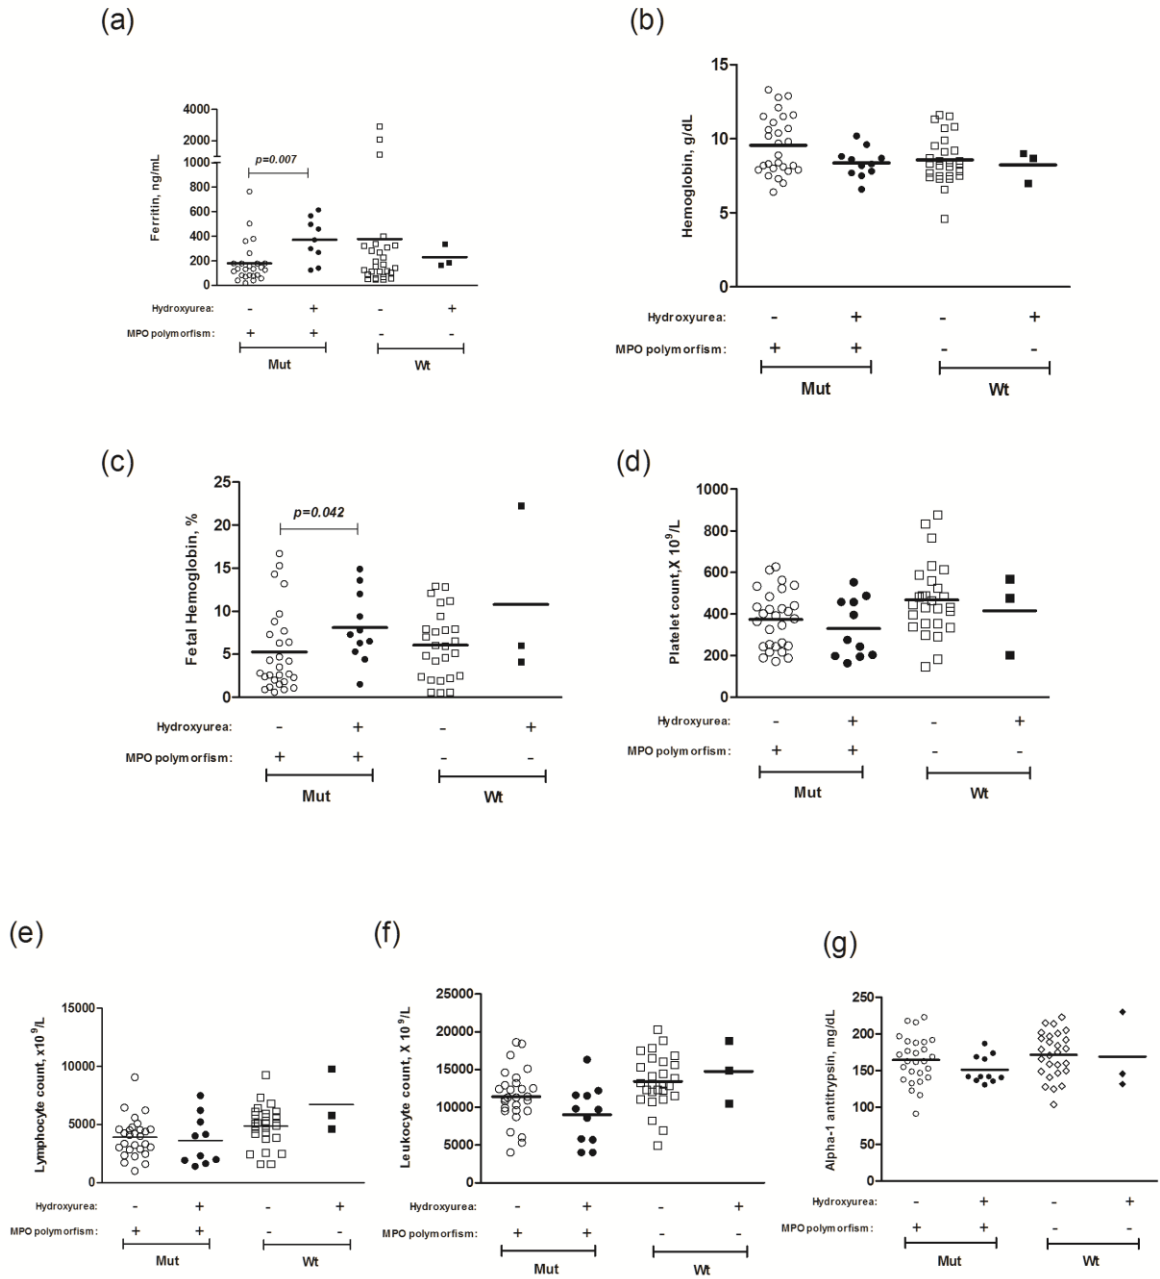 (a)
4000
3000
2000
1000
1000
800
600
400
200
0
Ferritin, ng/mL
p=0.007
Hydroxyurea: - + - +
MPO polymorfism: + + - -
Mut Wt
(b)
15
10
5
0
Hemoglobin, g/dL
Hydroxyurea: - + - +
MPO polymorfism: + + - -
Mut Wt
(c)
25
20
15
10
5
0
Fetal Hemoglobin, %
p=0.042
Hydroxyurea: - + - +
MPO polymorfism: + + - -
Mut Wt
(d)
1000
800
600
400
200
0
Platelet count,X 10⁹/L
Hydroxyurea: - + - +
MPO polymorfism: + + - -
Mut Wt
(e)
15000
10000
5000
0
Lymphocyte count, x10⁹/L
Hydroxyurea: - + - +
MPO polymorfism: + + - -
Mut Wt
(f)
25000
20000
15000
10000
5000
0
Leukocyte count, X 10⁹/L
Hydroxyurea: - + - +
MPO polymorfism: + + - -
Mut Wt
(g)
250
200
150
100
50
0
Alpha-1 antitrypsin, mg/dL
Hydroxyurea: - + - +
MPO polymorfism: + + - -
Mut Wt